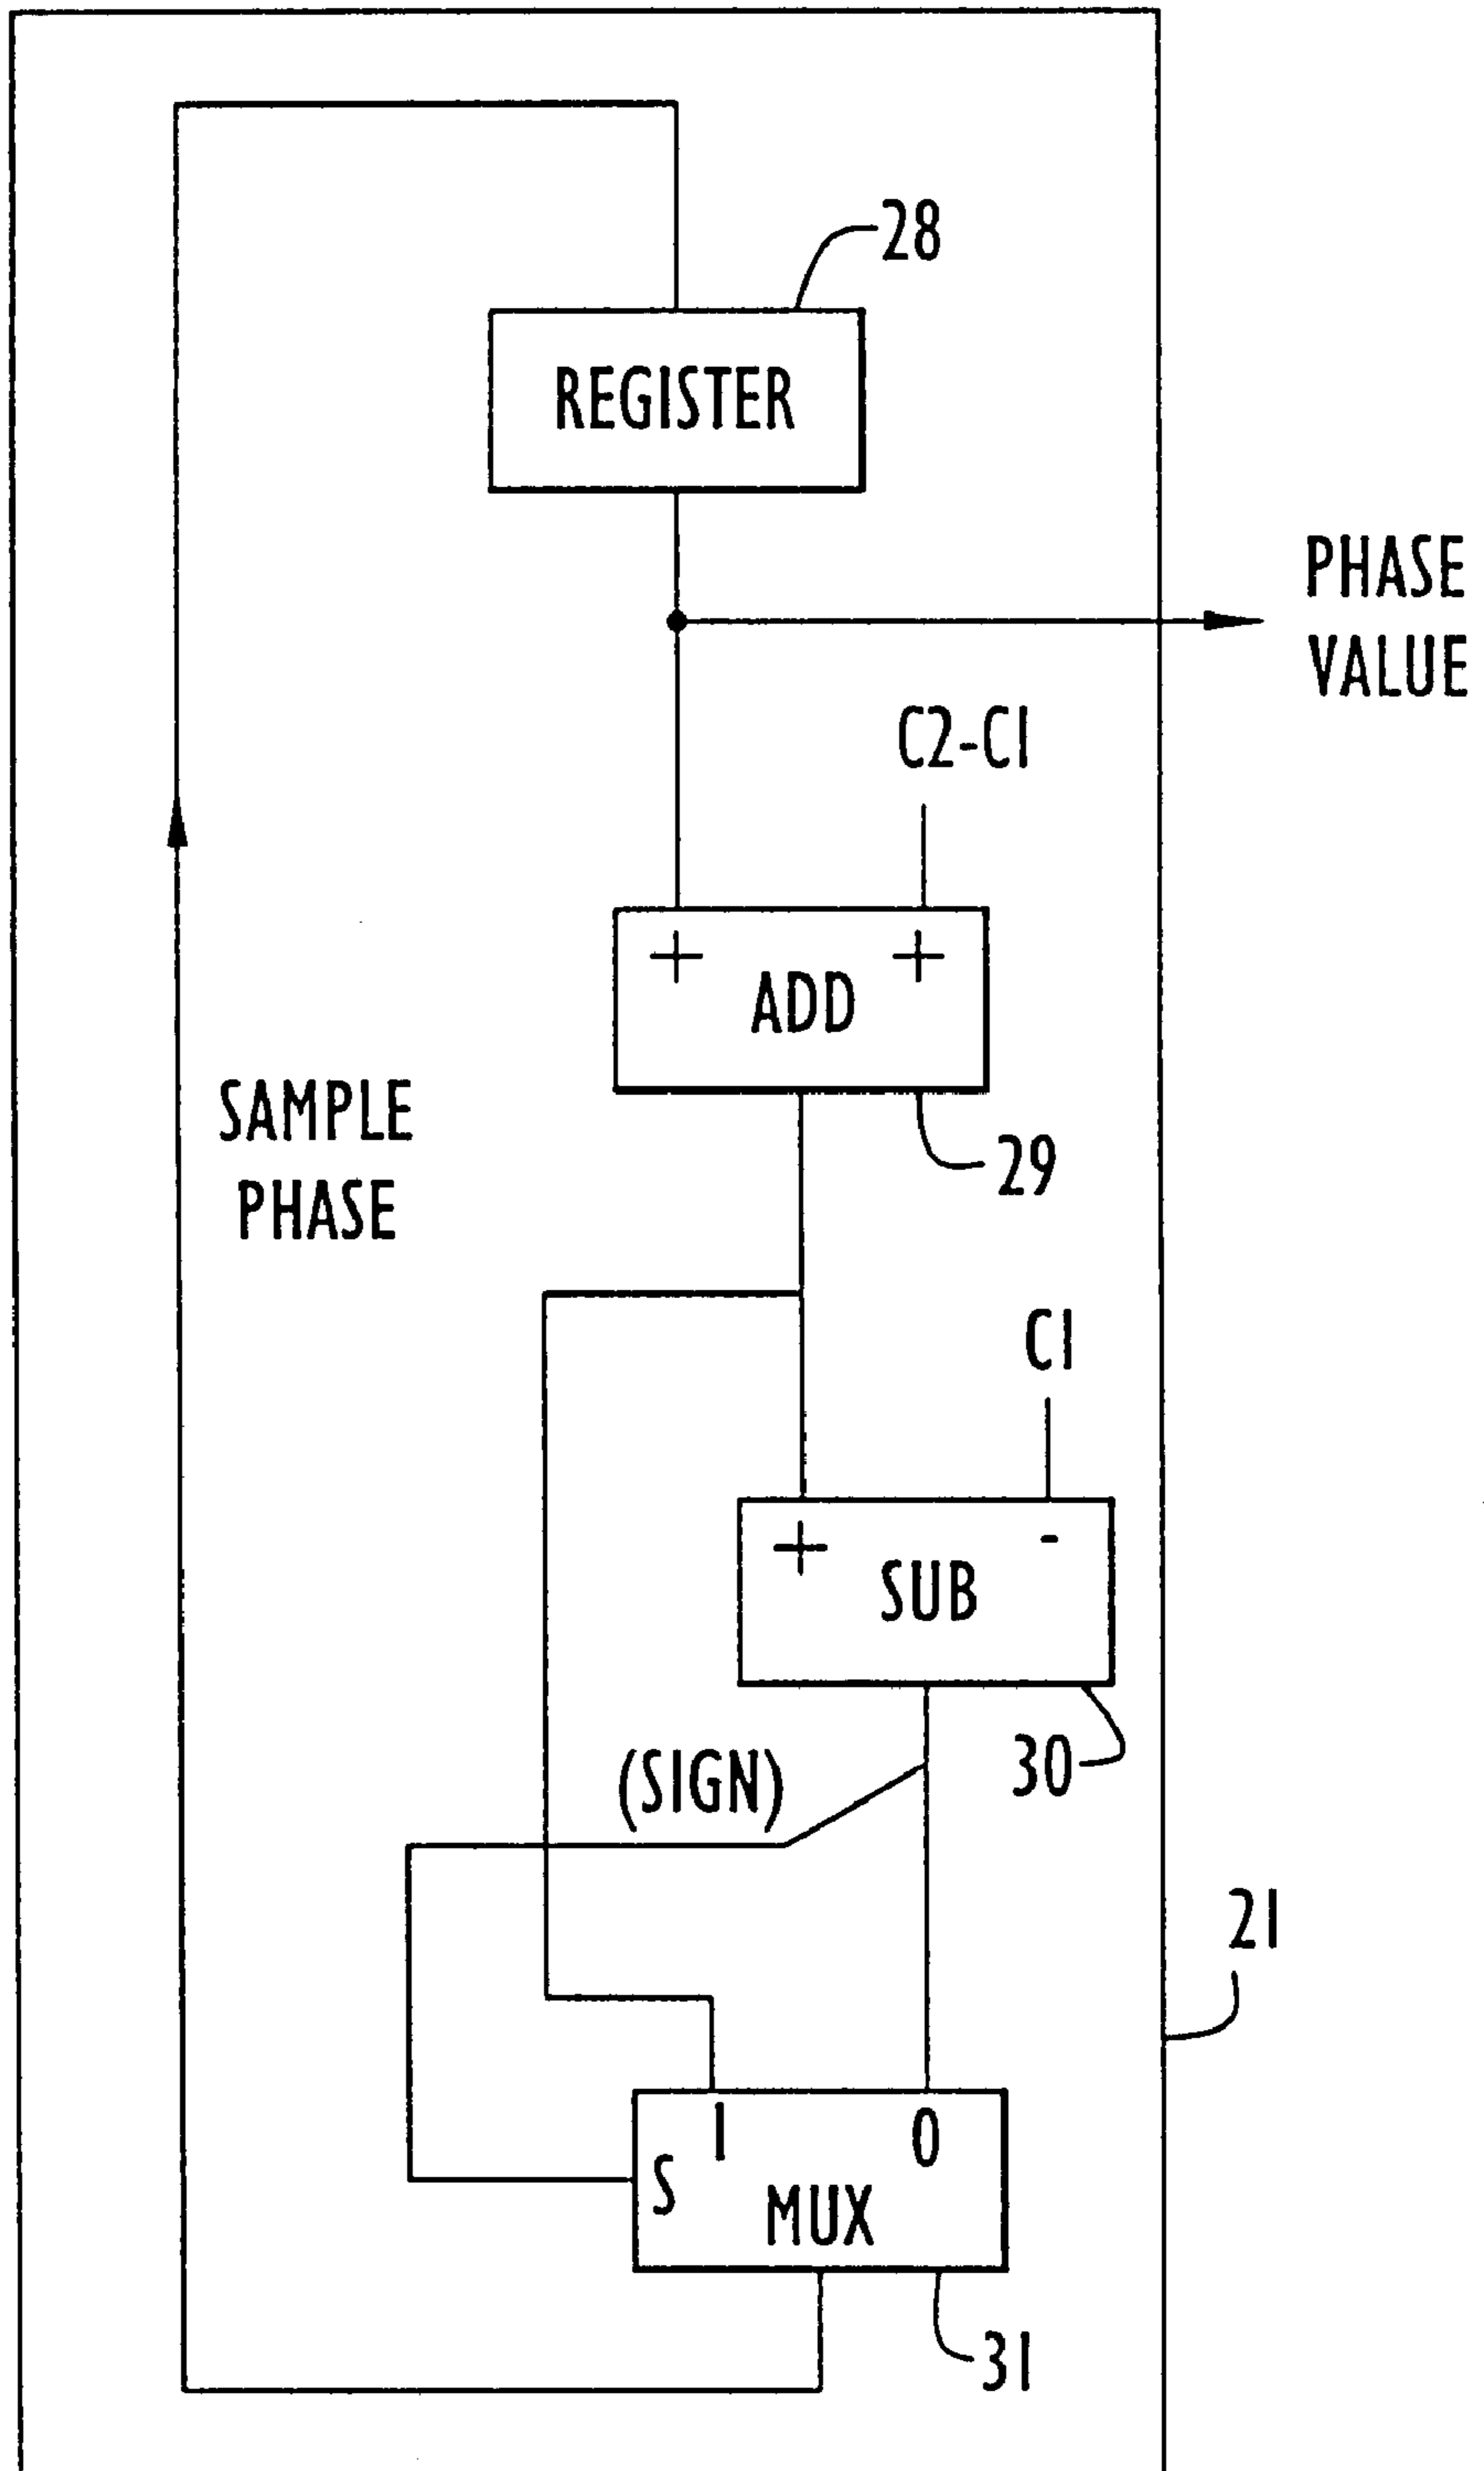 28
REGISTER
PHASE
VALUE
C2-C1
+ +
ADD
SAMPLE
PHASE
29
C1
+ -
SUB
(SIGN)
30
21
1 0
S
MUX
31